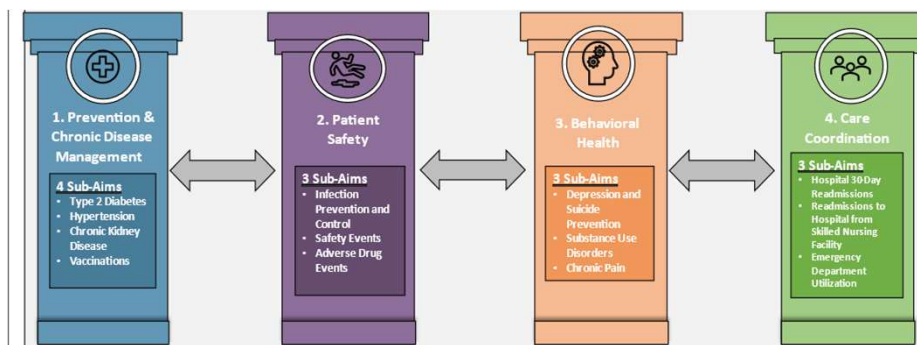 1. Prevention &
Chronic Disease
Management
4 Sub-Aims
• Type 2 Diabetes
• Hypertension
• Chronic Kidney
Disease
• Vaccinations
2. Patient
Safety
3 Sub-Aims
• Infection
Prevention and
Control
• Safety Events
• Adverse Drug
Events
3. Behavioral
Health
3 Sub-Aims
• Depression and
Suicide
Prevention
• Substance Use
Disorders
• Chronic Pain
4. Care
Coordination
3 Sub-Aims
• Hospital 30-Day
Readmissions
• Readmissions to
Hospital from
Skilled Nursing
Facility
• Emergency
Department
Utilization